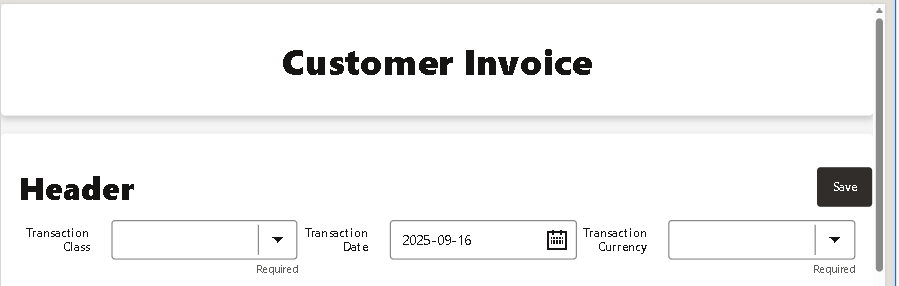 Customer Invoice
Header
Save
Transaction
Class
Transaction
Date
2025-09-16
Transaction
Currency
Required
Required